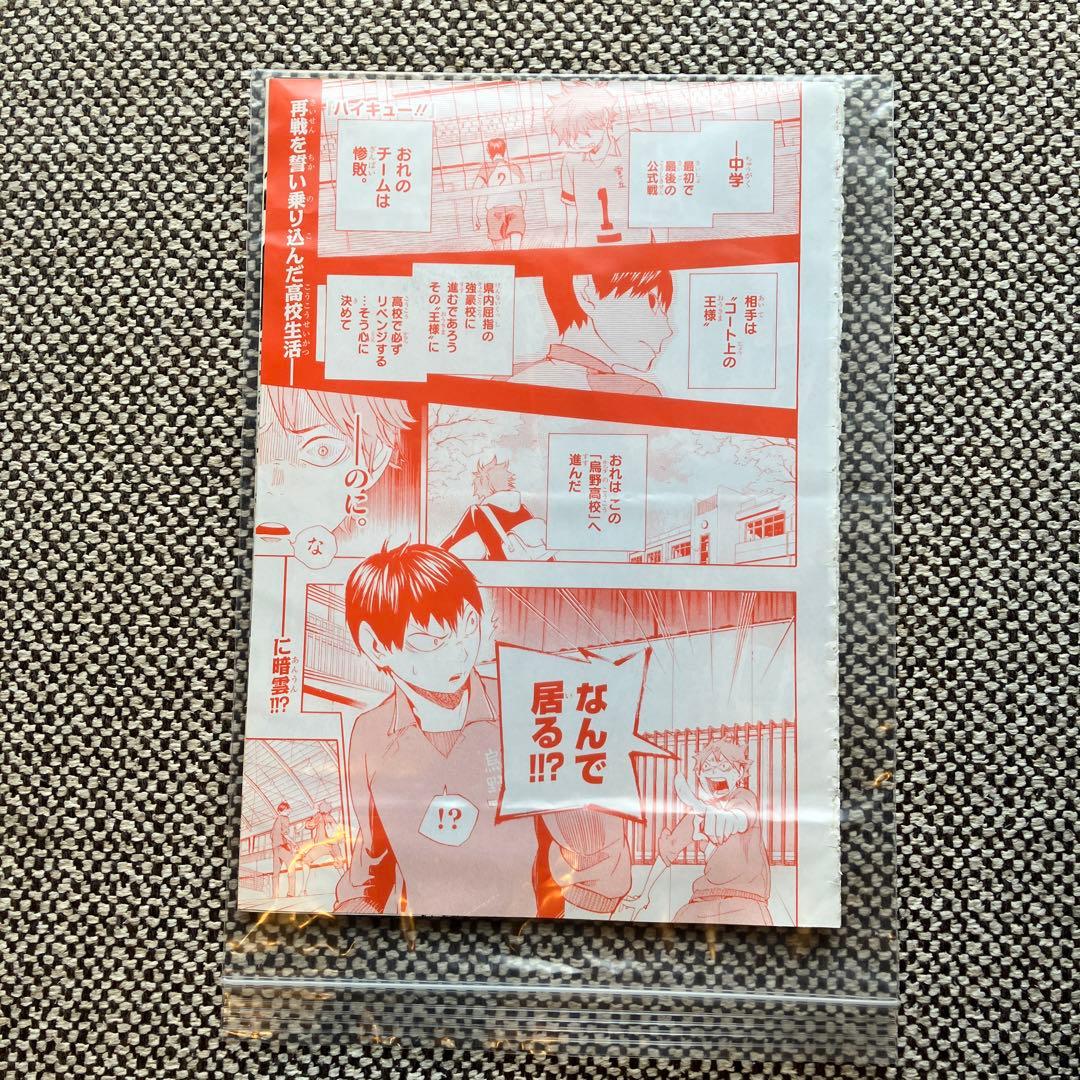 『ハイキュー!!』
再戦を誓い乗り込んだ高校生活──
──中学
最初で
最後の
公式戦
おれの
チームは
惨敗。
1
2
相手は
〝コート上の
王様〟
県内屈指の
強豪校に
進むであろう
その〝王様〟に
高校で必ず
リベンジする
…そう心に
決めて
おれは この
「烏野高校」へ
進んだ
──のに。
な
なんで
居る!!?
!?
──に暗雲!!?